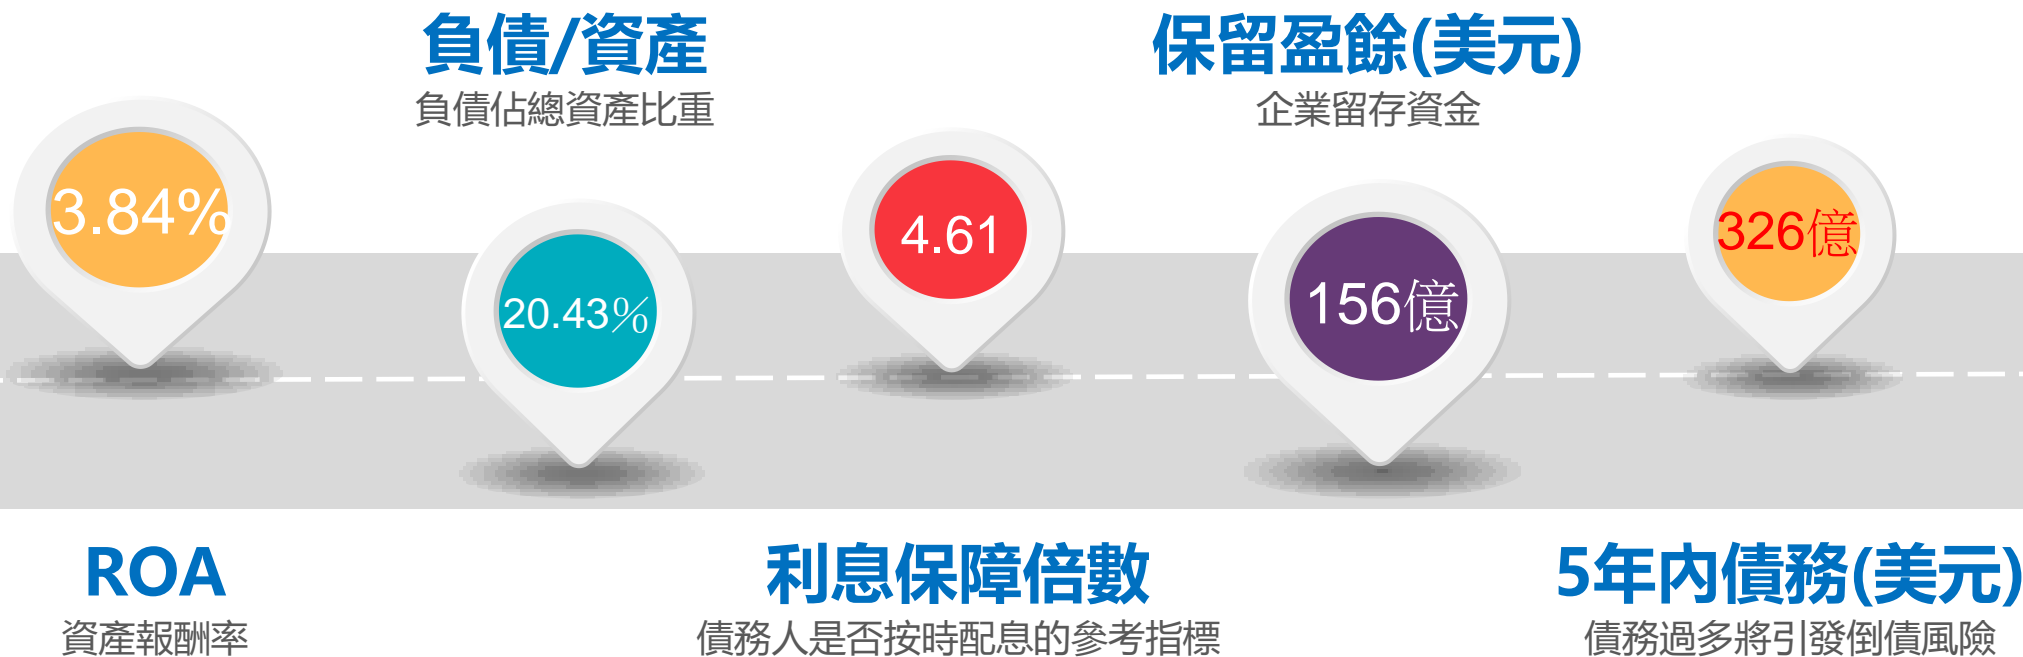 負債/資產
負債佔總資產比重
保留盈餘(美元)
企業留存資金
3.84%
20.43％
4.61
156億
326億
ROA
資產報酬率
利息保障倍數
債務人是否按時配息的參考指標
5年內債務(美元)
債務過多將引發倒債風險